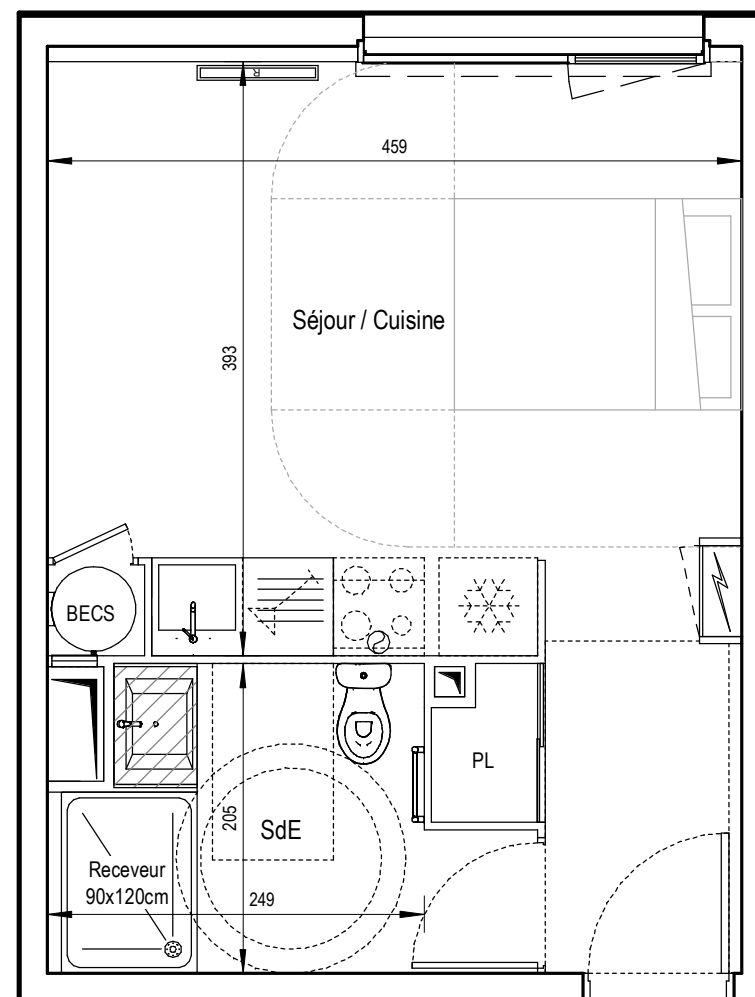 R
459
Séjour / Cuisine
393
BECS
PL
205
SdE
Receveur
90x120cm
249